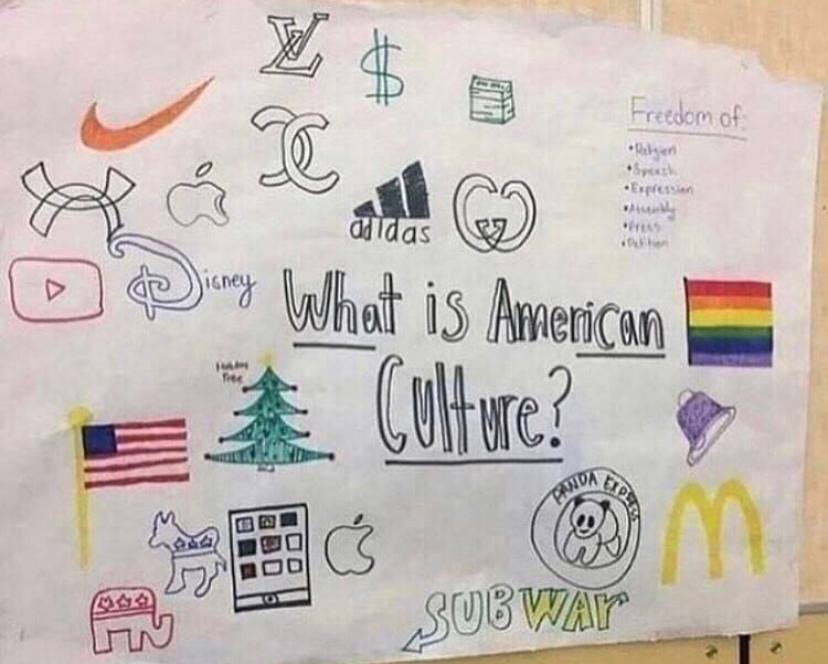 LV
$
Freedom of:
• Religion
• Speech
• Expression
• Assembly
• Press
• Petition
adidas
Disney
What is American
Culture?
Holiday
Tree
PANDA EXPRESS
SUBWAY